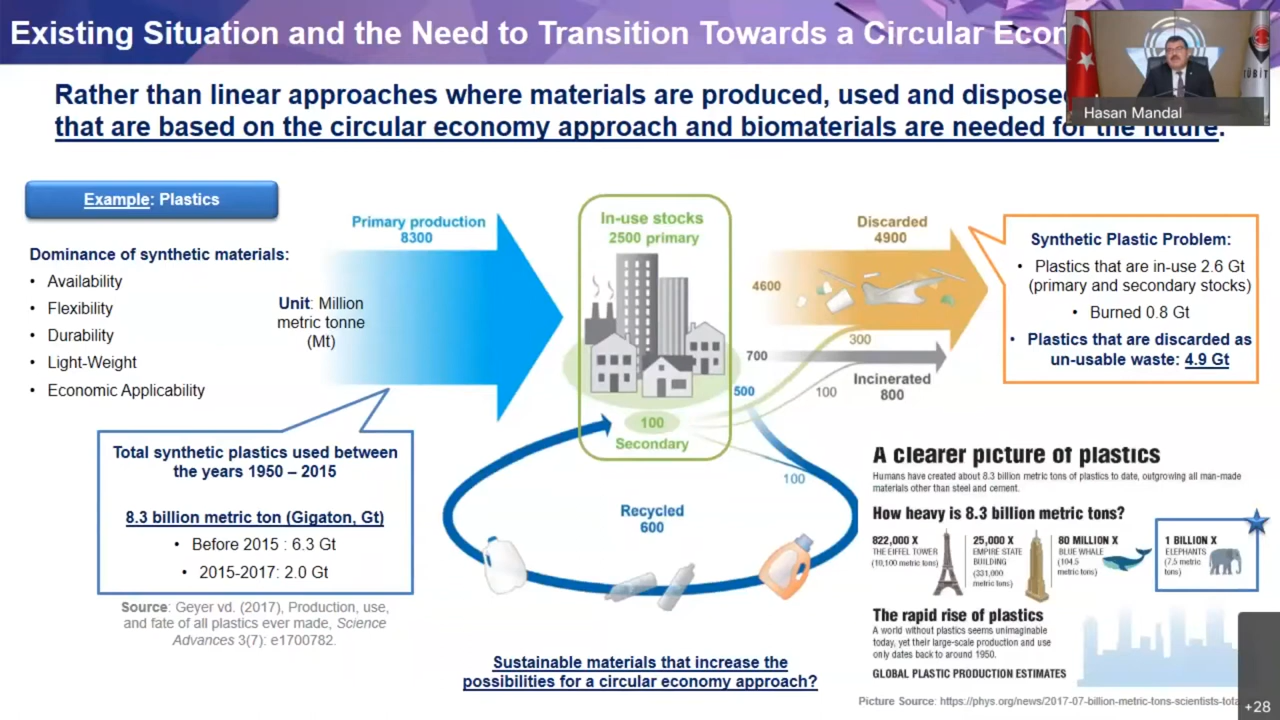 Existing Situation and the Need to Transition Towards a Circular Econ
Hasan Mandal
TÜBİT
Rather than linear approaches where materials are produced, used and dispose
that are based on the circular economy approach and biomaterials are needed for the future.
Example: Plastics
Dominance of synthetic materials:
• Availability
• Flexibility
• Durability
• Light-Weight
• Economic Applicability
Unit: Million
metric tonne
(Mt)
Primary production
8300
In-use stocks
2500 primary
100
Secondary
Discarded
4900
4600
300
700
Incinerated
800
500
100
100
Recycled
600
Synthetic Plastic Problem:
• Plastics that are in-use 2.6 Gt
(primary and secondary stocks)
• Burned 0.8 Gt
• Plastics that are discarded as
un-usable waste: 4.9 Gt
Total synthetic plastics used between
the years 1950 – 2015
8.3 billion metric ton (Gigaton, Gt)
• Before 2015 : 6.3 Gt
• 2015-2017: 2.0 Gt
Source: Geyer vd. (2017), Production, use,
and fate of all plastics ever made, Science
Advances 3(7): e1700782.
Sustainable materials that increase the
possibilities for a circular economy approach?
A clearer picture of plastics
Humans have created about 8.3 billion metric tons of plastics to date, outgrowing all man-made
materials other than steel and cement.
How heavy is 8.3 billion metric tons?
822,000 X
THE EIFFEL TOWER
(10,100 metric tons)
25,000 X
EMPIRE STATE
BUILDING
(331,000
metric tons)
80 MILLION X
BLUE WHALE
(104.5
metric tons)
1 BILLION X
ELEPHANTS
(7.5 metric
tons)
The rapid rise of plastics
A world without plastics seems unimaginable
today, yet their large-scale production and use
only dates back to around 1950.
GLOBAL PLASTIC PRODUCTION ESTIMATES
Picture Source: https://phys.org/news/2017-07-billion-metric-tons-scientists-tota
+28